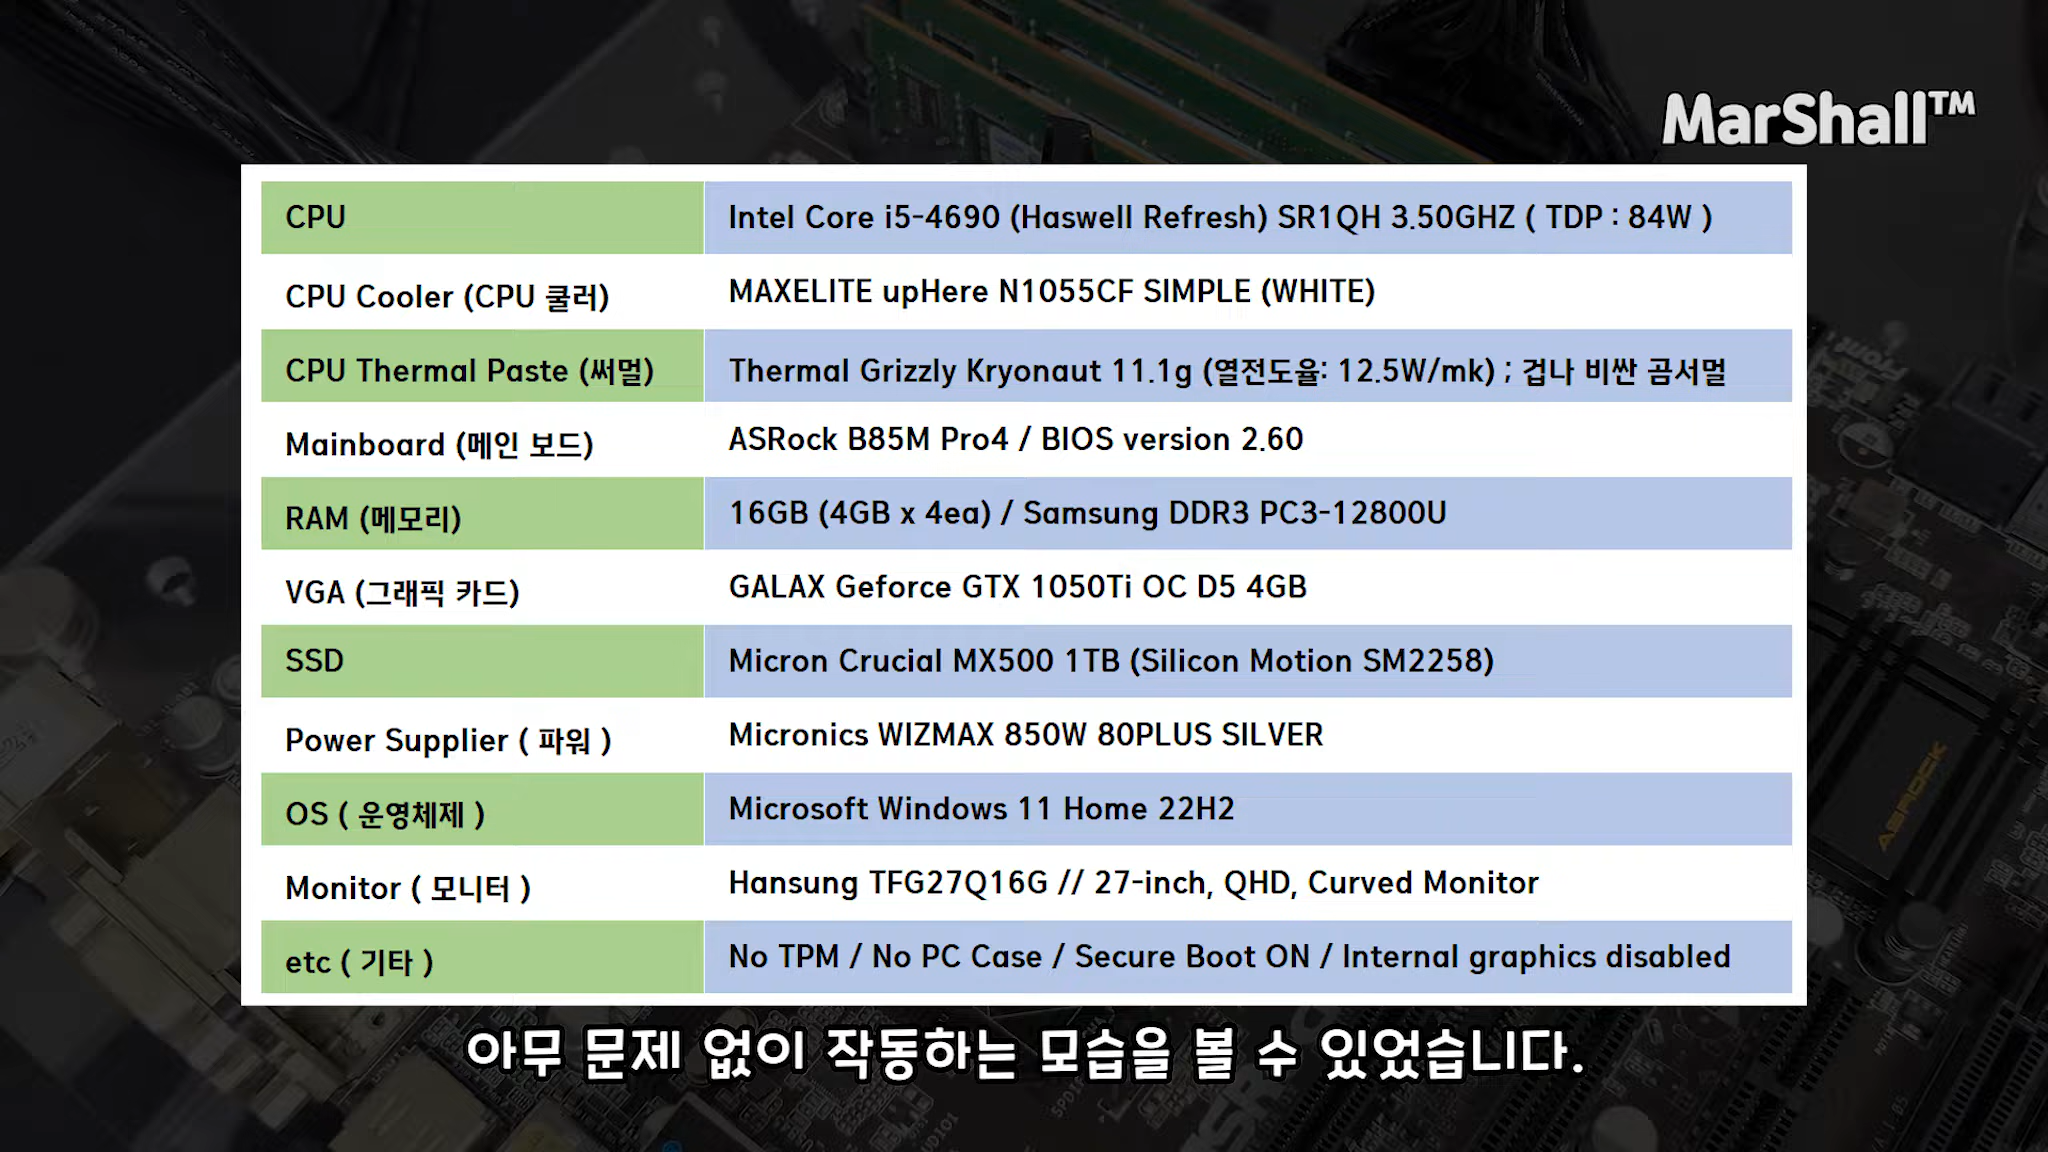 MarShall™
CPU
Intel Core i5-4690 (Haswell Refresh) SR1QH 3.50GHZ ( TDP : 84W )
CPU Cooler (CPU 쿨러)
MAXELITE upHere N1055CF SIMPLE (WHITE)
CPU Thermal Paste (써멀)
Thermal Grizzly Kryonaut 11.1g (열전도율: 12.5W/mk) ; 겁나 비싼 곰서멀
Mainboard (메인 보드)
ASRock B85M Pro4 / BIOS version 2.60
RAM (메모리)
16GB (4GB x 4ea) / Samsung DDR3 PC3-12800U
VGA (그래픽 카드)
GALAX Geforce GTX 1050Ti OC D5 4GB
SSD
Micron Crucial MX500 1TB (Silicon Motion SM2258)
Power Supplier ( 파워 )
Micronics WIZMAX 850W 80PLUS SILVER
OS ( 운영체제 )
Microsoft Windows 11 Home 22H2
Monitor ( 모니터 )
Hansung TFG27Q16G // 27-inch, QHD, Curved Monitor
etc ( 기타 )
No TPM / No PC Case / Secure Boot ON / Internal graphics disabled
ASROCK
아무 문제 없이 작동하는 모습을 볼 수 있었습니다.